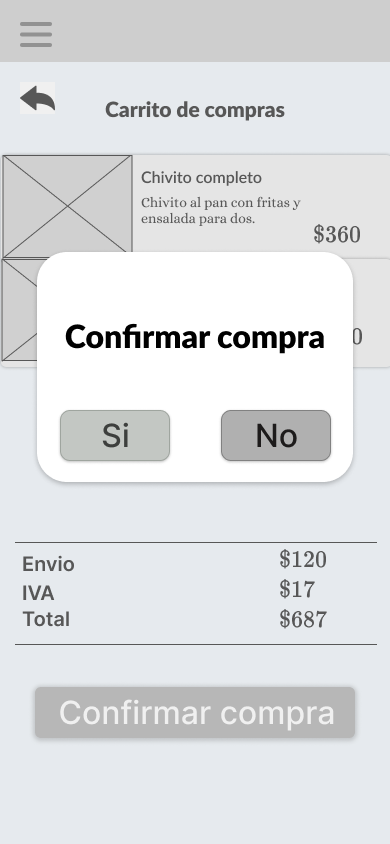 Carrito de compras
Chivito completo
Chivito al pan con fritas y
ensalada para dos.
$360
0
Confirmar compra
Si
No
Envio $120
IVA $17
Total $687
Confirmar compra